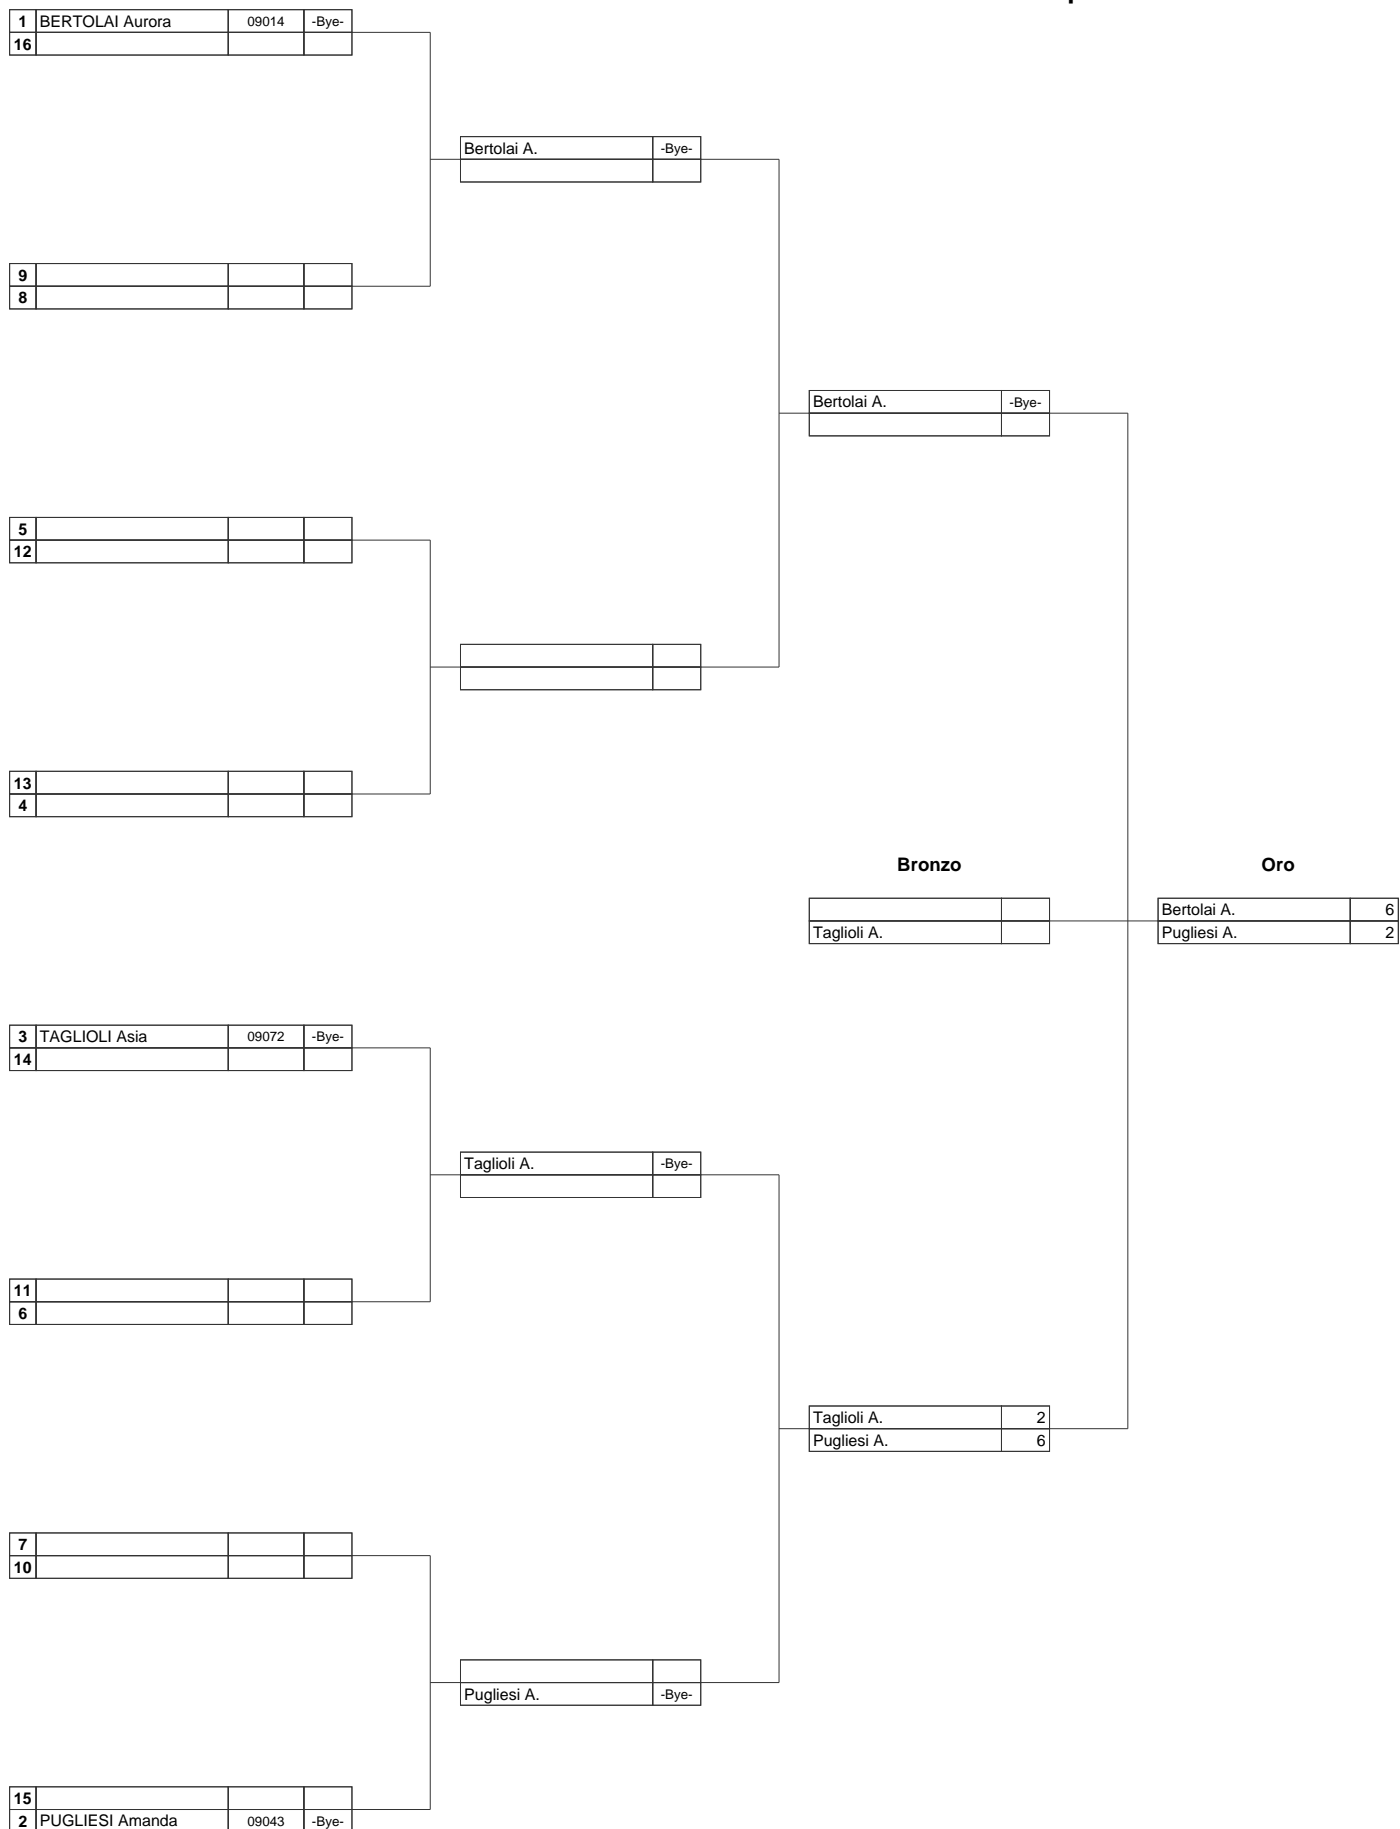 1 BERTOLAI Aurora 09014 -Bye-
16
Bertolai A. -Bye-
9
8
Bertolai A. -Bye-
5
12
13
4
Bronzo Oro
Bertolai A. 6
Taglioli A. Pugliesi A. 2
3 TAGLIOLI Asia 09072 -Bye-
14
Taglioli A. -Bye-
11
6
Taglioli A. 2
Pugliesi A. 6
7
10
Pugliesi A. -Bye-
15
2 PUGLIESI Amanda 09043 -Bye-